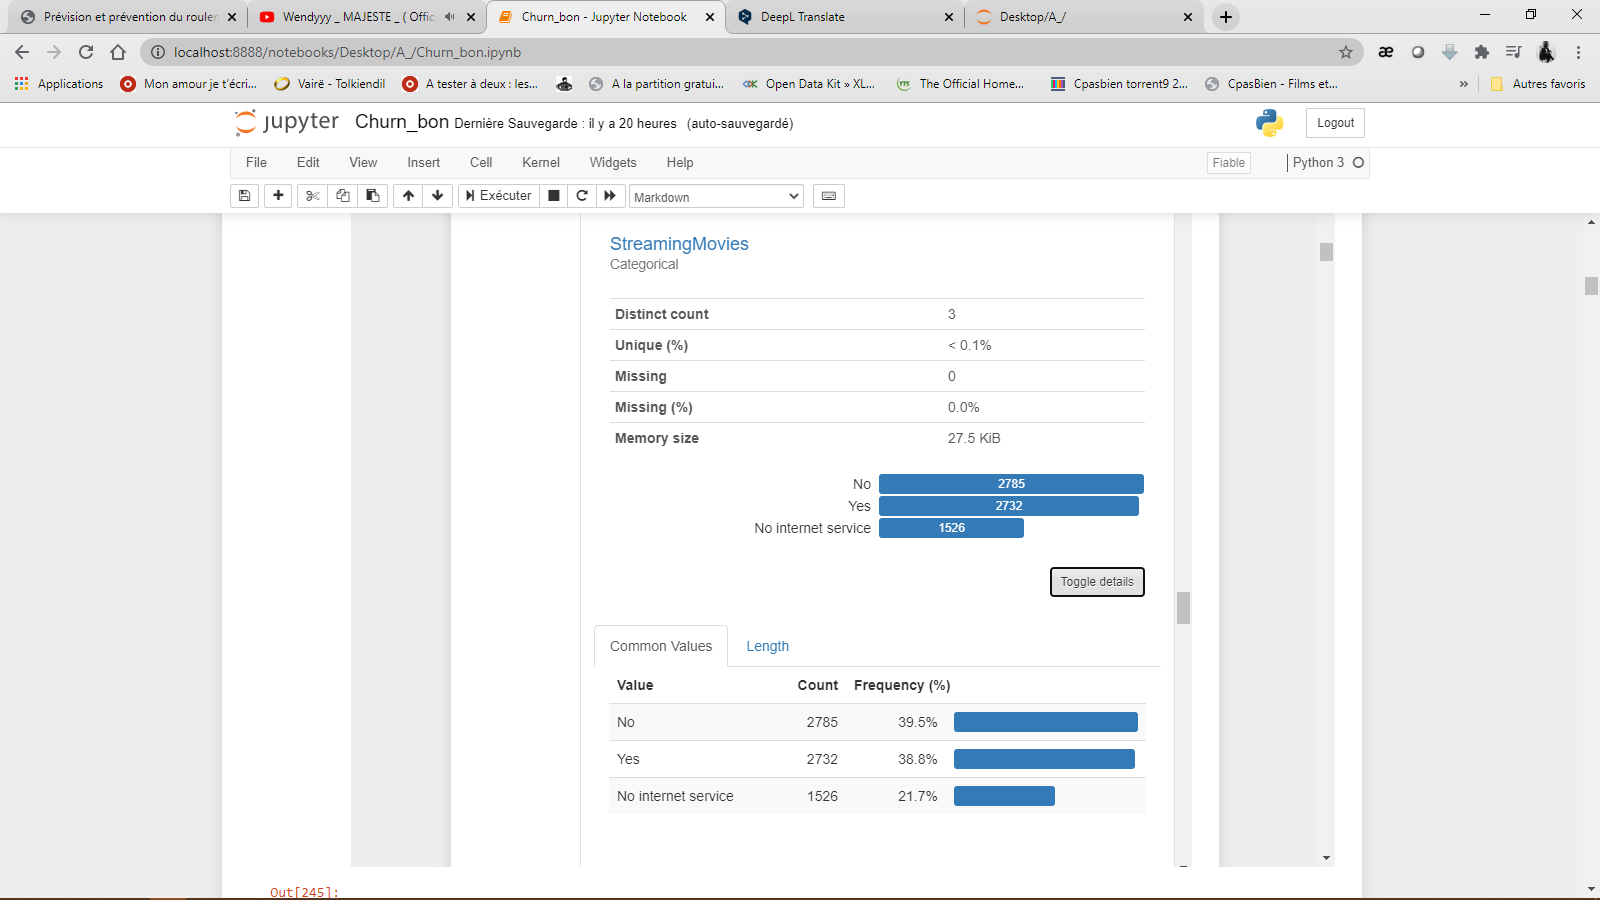 Prévision et prévention du rouler
Wendyyy _ MAJESTE _ ( Offic
Churn_bon - Jupyter Notebook
DeepL Translate
Desktop/A_/
localhost:8888/notebooks/Desktop/A_/Churn_bon.ipynb
Applications
Mon amour je t'écri...
Vairë - Tolkiendil
A tester à deux : les...
A la partition gratui...
Open Data Kit » XL...
The Official Home...
Cpasbien torrent9 2...
CpasBien - Films et...
»
Autres favoris
jupyter Churn_bon Dernière Sauvegarde : il y a 20 heures (auto-sauvegardé)
Logout
File Edit View Insert Cell Kernel Widgets Help
Fiable
Python 3
Exécuter
Markdown
StreamingMovies
Categorical
Distinct count 3
Unique (%) < 0.1%
Missing 0
Missing (%) 0.0%
Memory size 27.5 KiB
No 2785
Yes 2732
No internet service 1526
Toggle details
Common Values Length
Value Count Frequency (%)
No 2785 39.5%
Yes 2732 38.8%
No internet service 1526 21.7%
Out[245]: